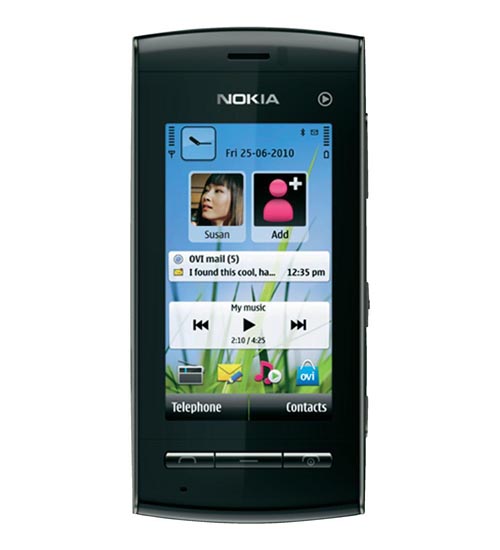 NOKIA
Fri 25-06-2010
Susan
Add
OVI mail (5)
I found this cool, ha...
12:35 pm
My music
2:10 / 4:25
ovi
Telephone
Contacts